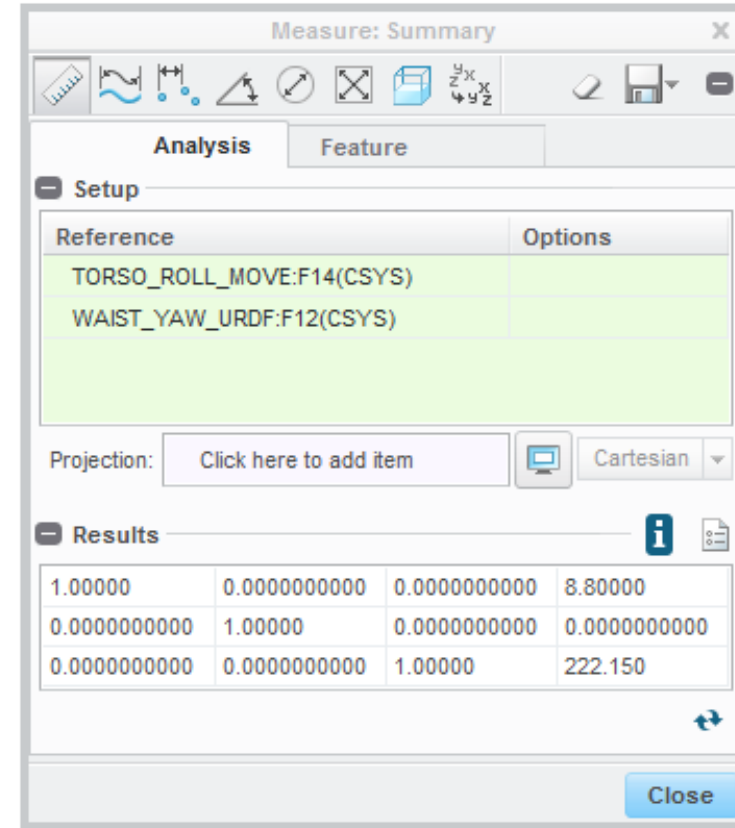 Measure: Summary
Analysis Feature
Setup
Reference Options
TORSO_ROLL_MOVE:F14(CSYS)
WAIST_YAW_URDF:F12(CSYS)
Projection: Click here to add item Cartesian
Results
1.00000 0.0000000000 0.0000000000 8.80000
0.0000000000 1.00000 0.0000000000 0.0000000000
0.0000000000 0.0000000000 1.00000 222.150
Close